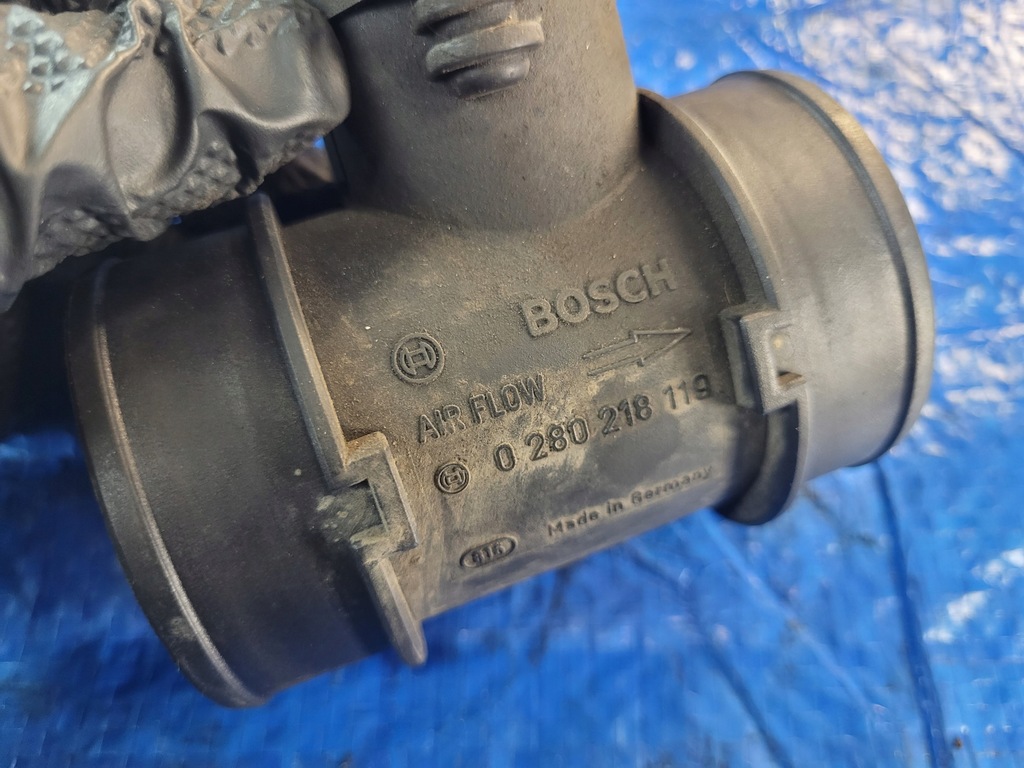 BOSCH
AIR FLOW
0 280 218 119
Made in Germany